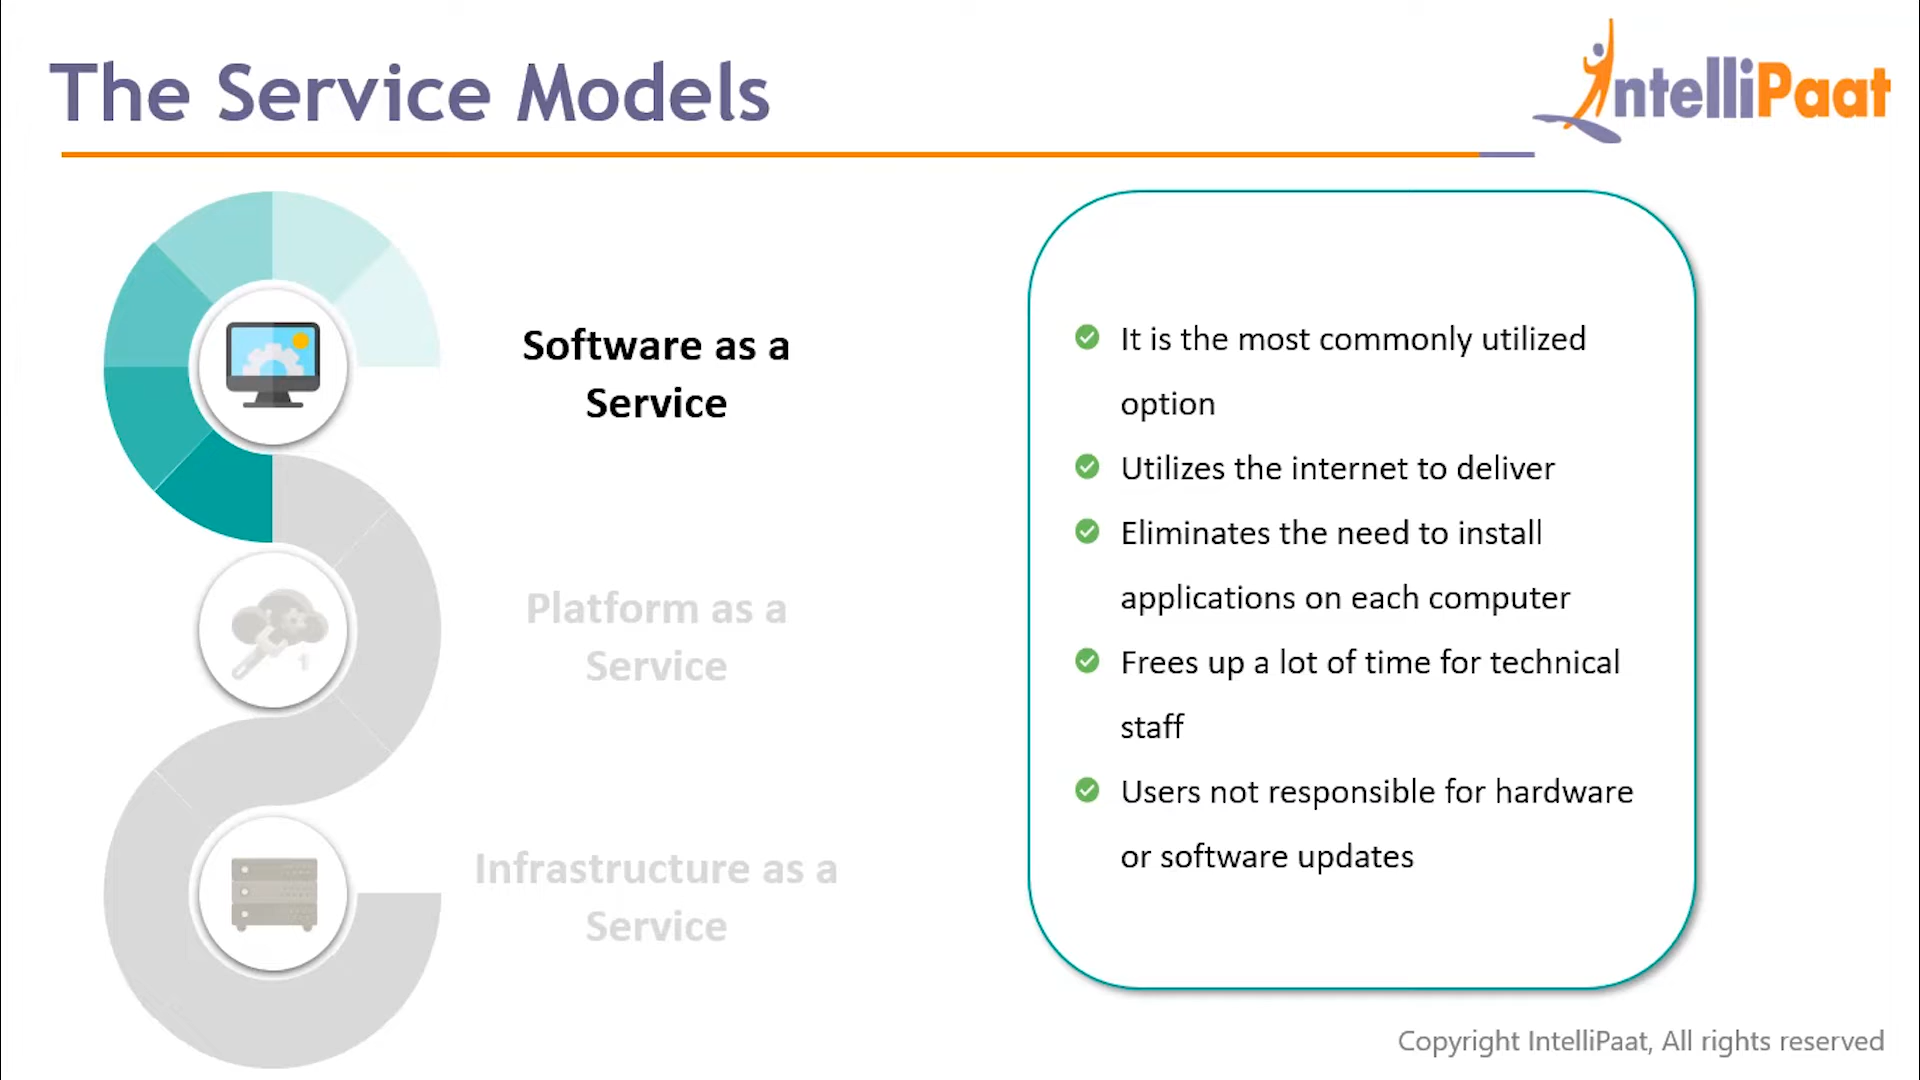 The Service Models
IntelliPaat
Software as a
Service
Platform as a
Service
Infrastructure as a
Service
It is the most commonly utilized
option
Utilizes the internet to deliver
Eliminates the need to install
applications on each computer
Frees up a lot of time for technical
staff
Users not responsible for hardware
or software updates
Copyright IntelliPaat, All rights reserved